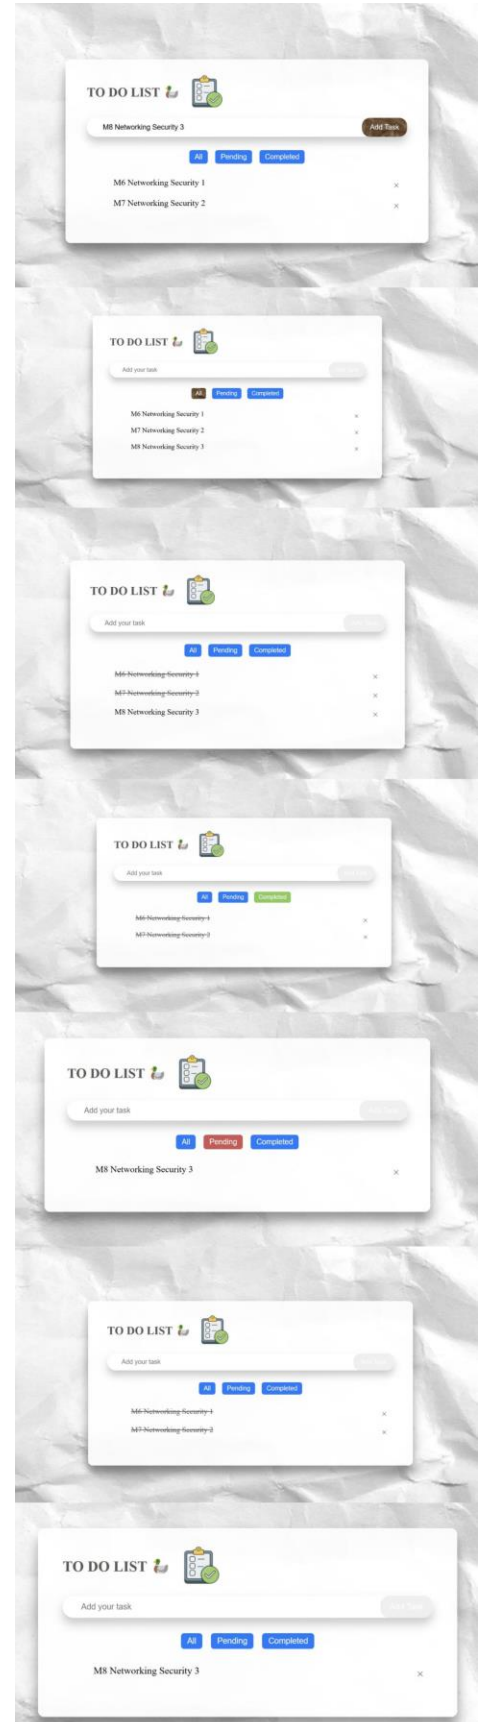 TO DO LIST
M8 Networking Security 3 Add Task
All Pending Completed
M6 Networking Security 1 ×
M7 Networking Security 2 ×
TO DO LIST
Add your task
All Pending Completed
M6 Networking Security 1 ×
M7 Networking Security 2 ×
M8 Networking Security 3 ×
TO DO LIST
Add your task Add Task
All Pending Completed
M6 Networking Security 1 ×
M7 Networking Security 2 ×
M8 Networking Security 3 ×
TO DO LIST
Add your task
All Pending Completed
M6 Networking Security 1 ×
M7 Networking Security 2 ×
TO DO LIST
Add your task Add Task
All Pending Completed
M8 Networking Security 3 ×
TO DO LIST
Add your task
All Pending Completed
M6 Networking Security 1 ×
M7 Networking Security 2 ×
TO DO LIST
Add your task Add Task
All Pending Completed
M8 Networking Security 3 ×